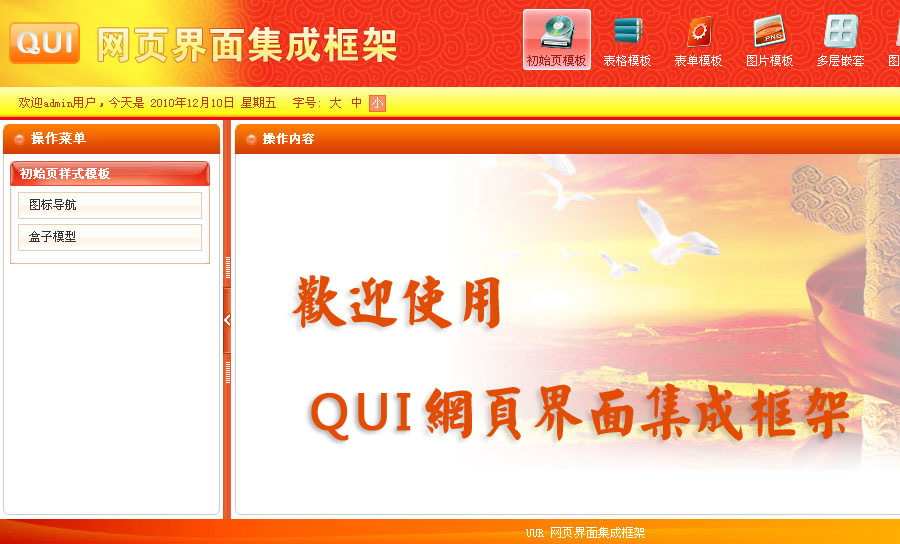 QUI 网页界面集成框架
初始页模板 表格模板 表单模板 图片模板 多层嵌套 图
PNG
欢迎admin用户，今天是 2010年12月10日 星期五 字号: 大 中 小
操作菜单
初始页样式模板
图标导航
盒子模型
操作内容
歡迎使用
QUI 網頁界面集成框架
UUR 网页界面集成框架